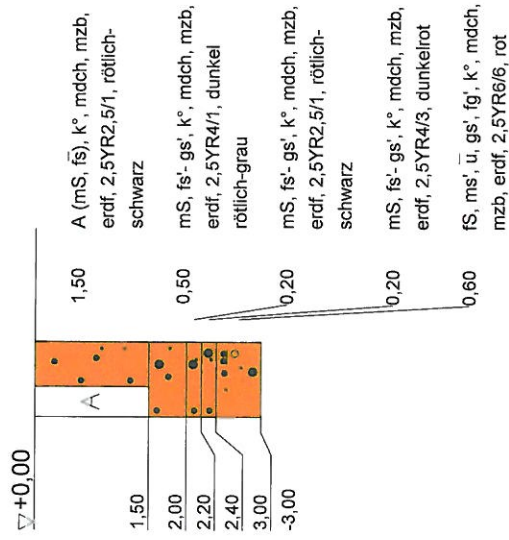 ▽+0,00
A
1,50
2,00
2,20
2,40
3,00
-3,00
1,50 A (mS, f̅s̅), k°, mdch, mzb,
erdf, 2,5YR2,5/1, rötlich-
schwarz
0,50 mS, fs'- gs', k°, mdch, mzb,
erdf, 2,5YR4/1, dunkel
rötlich-grau
0,20 mS, fs'- gs', k°, mdch, mzb,
erdf, 2,5YR2,5/1, rötlich-
schwarz
0,20 mS, fs'- gs', k°, mdch, mzb,
erdf, 2,5YR4/3, dunkelrot
0,60 fS, ms', u̅, gs', fg', k°, mdch,
mzb, erdf, 2,5YR6/6, rot